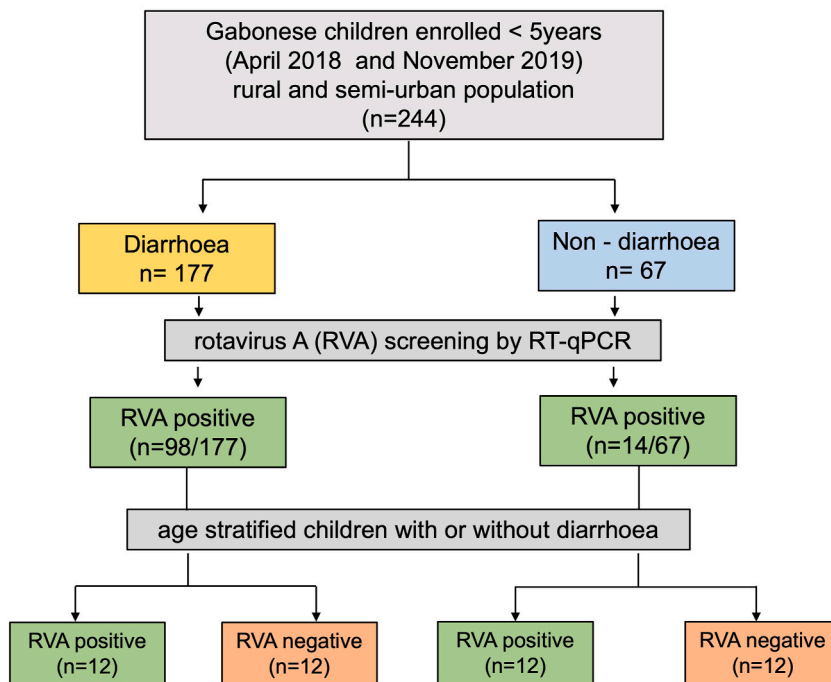 Gabonese children enrolled < 5years
(April 2018 and November 2019)
rural and semi-urban population
(n=244)
Diarrhoea
n= 177
Non - diarrhoea
n= 67
rotavirus A (RVA) screening by RT-qPCR
RVA positive
(n=98/177)
RVA positive
(n=14/67)
age stratified children with or without diarrhoea
RVA positive
(n=12)
RVA negative
(n=12)
RVA positive
(n=12)
RVA negative
(n=12)